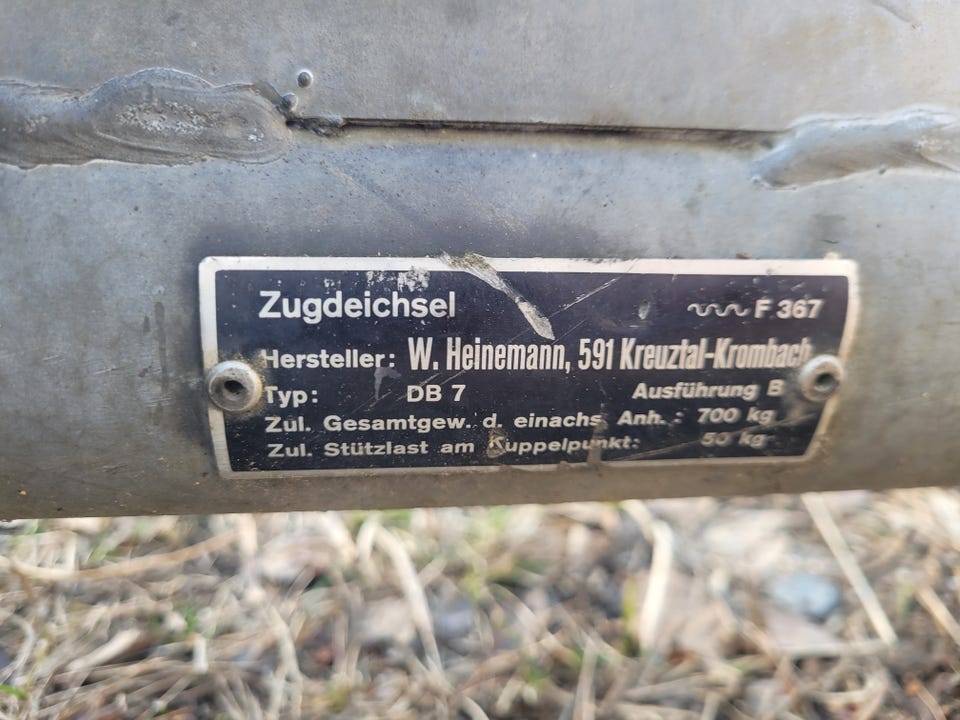 Zugdeichsel F 367
Hersteller: W. Heinemann, 591 Kreuztal-Krombach
Typ: DB 7 Ausführung B
Zul. Gesamtgew. d. einachs. Anh.: 700 kg
Zul. Stützlast am Kuppelpunkt: 50 kg